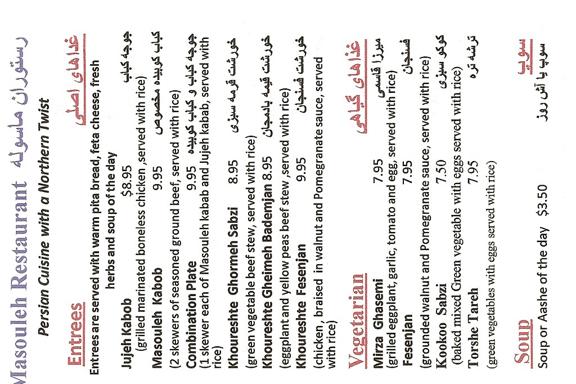 Masouleh Restaurant رستوران ماسوله
Persian Cuisine with a Northern Twist
Entrees غذاهای اصلی
Entrees are served with warm pita bread, feta cheese, fresh
herbs and soup of the day
Jujeh Kabob $8.95 جوجه کباب
(grilled marinated boneless chicken ,served with rice)
Masouleh Kabob 9.95 کباب کوبیده مخصوص
(2 skewers of seasoned ground beef, served with rice)
Combination Plate 9.95 جوجه کباب و کباب کوبیده
(1 skewer each of Masouleh kabab and Jujeh kabab, served with
rice)
Khoureshte Ghormeh Sabzi 8.95 خورشت قرمه سبزی
(green vegetable beef stew, served with rice)
Khoureshte Gheimeh Bademjan 8.95 خورشت قیمه بادمجان
(eggplant and yellow peas beef stew ,served with rice)
Khoureshte Fesenjan 9.95 خورشت فسنجان
(chicken, braised in walnut and Pomegranate sauce, served
with rice)
Vegetarian غذاهای گیاهی
Mirza Ghasemi 7.95 میرزا قاسمی
(grilled eggplant, garlic, tomato and egg, served with rice)
Fesenjan 7.95 فسنجان
(grounded walnut and Pomegranate sauce, served with rice)
Kookoo Sabzi 7.50 کوکو سبزی
(baked mixed Green vegetable with eggs served with rice)
Torshe Tareh 7.95 ترشه تره
(green vegetables with eggs served with rice)
Soup سوپ
Soup or Aashe of the day $3.50 سوپ یا آش روز